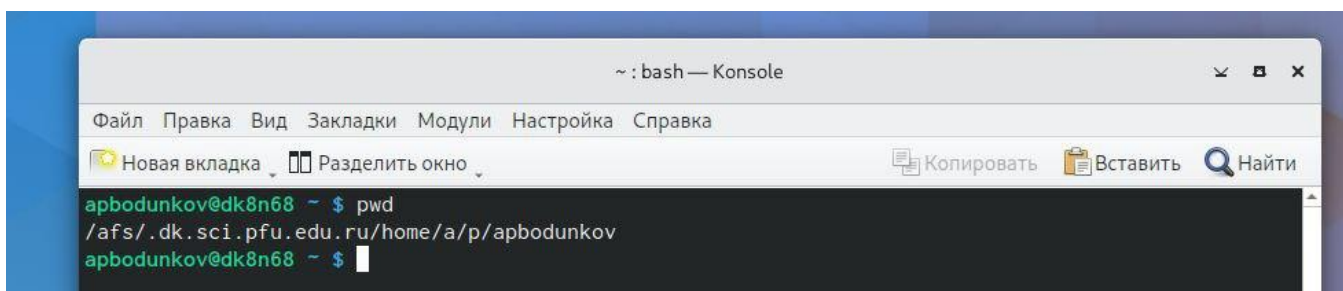 ~ : bash — Konsole
Файл Правка Вид Закладки Модули Настройка Справка
Новая вкладка Разделить окно Копировать Вставить Найти
apbodunkov@dk8n68 ~ $ pwd
/afs/.dk.sci.pfu.edu.ru/home/a/p/apbodunkov
apbodunkov@dk8n68 ~ $